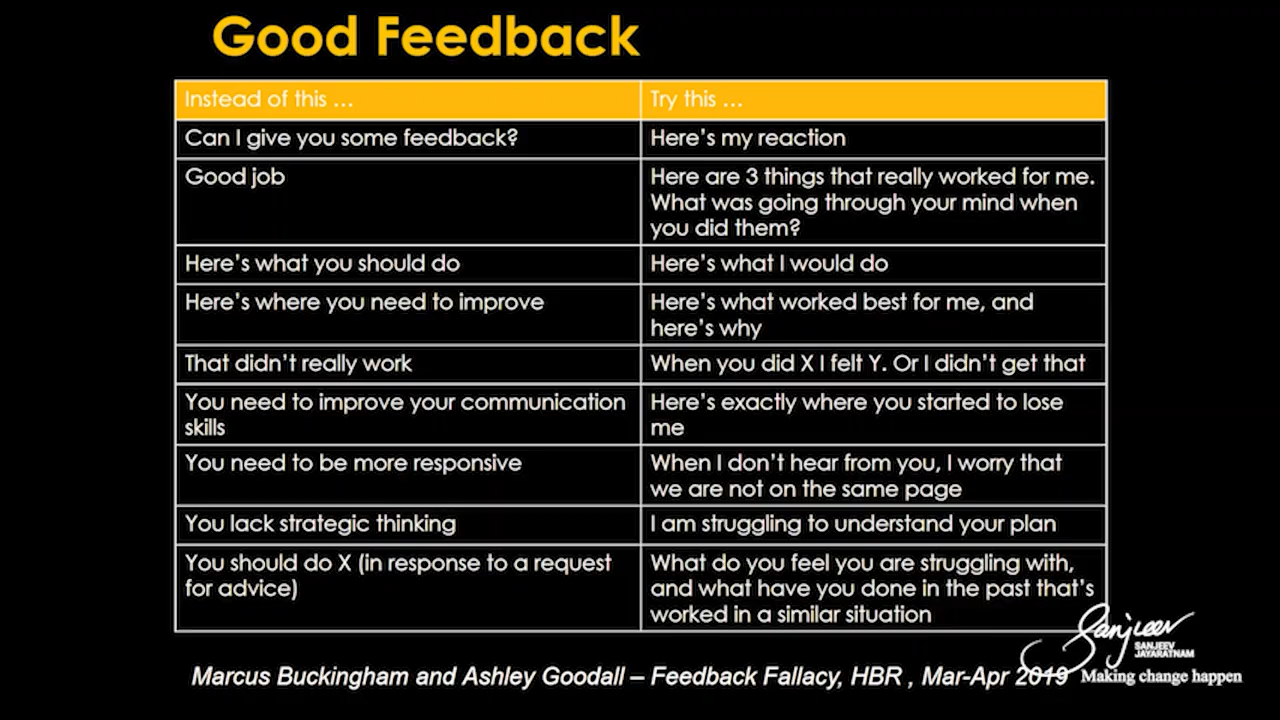 Good Feedback
Instead of this ...
Try this ...
Can I give you some feedback?
Here's my reaction
Good job
Here are 3 things that really worked for me.
What was going through your mind when
you did them?
Here's what you should do
Here's what I would do
Here's where you need to improve
Here's what worked best for me, and
here's why
That didn't really work
When you did X I felt Y. Or I didn't get that
You need to improve your communication
skills
Here's exactly where you started to lose
me
You need to be more responsive
When I don't hear from you, I worry that
we are not on the same page
You lack strategic thinking
I am struggling to understand your plan
You should do X (in response to a request
for advice)
What do you feel you are struggling with,
and what have you done in the past that's
worked in a similar situation
Marcus Buckingham and Ashley Goodall – Feedback Fallacy, HBR , Mar-Apr 2019
Sanjeev
SANJEEV
JAYARATNAM
Making change happen